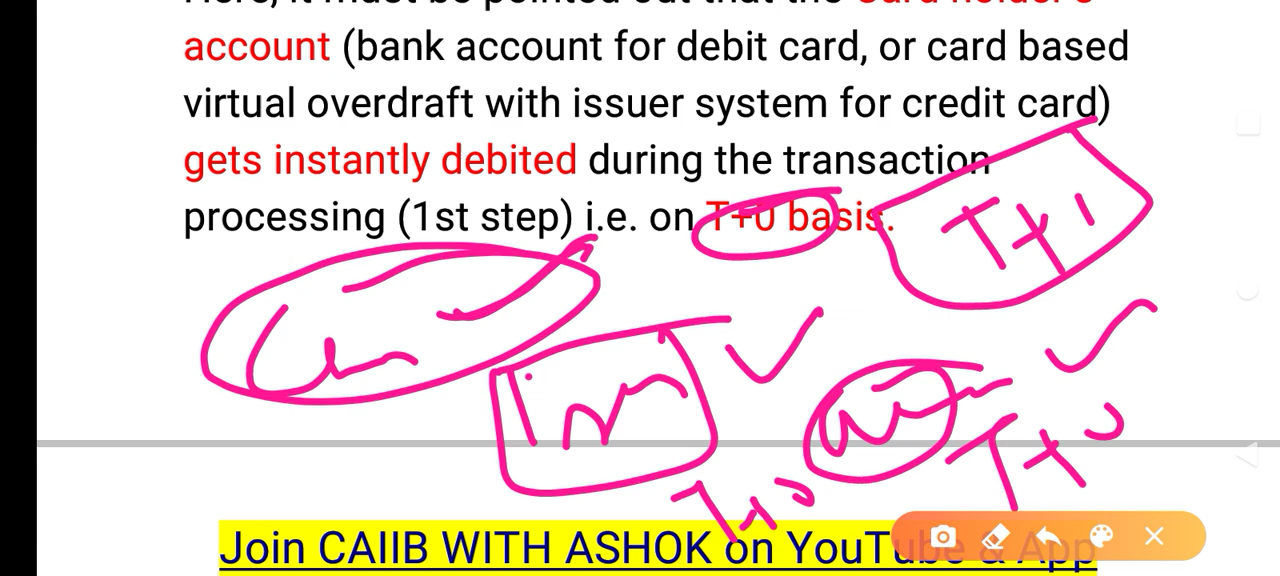 account (bank account for debit card, or card based
virtual overdraft with issuer system for credit card)
gets instantly debited during the transaction
processing (1st step) i.e. on T+0 basis.
T+1
T+0
T+0
Join CAIIB WITH ASHOK on YouTube & App